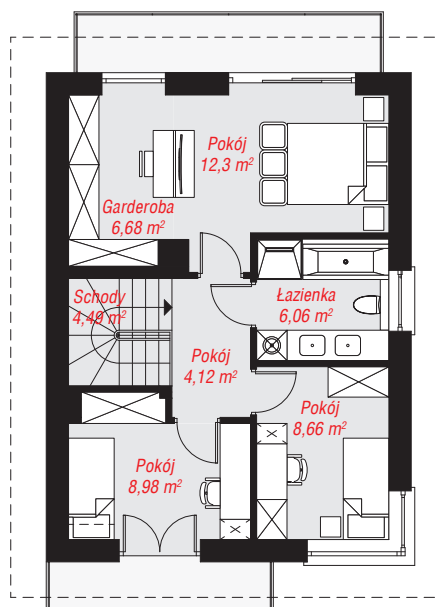 Pokój
12,3 m²
Garderoba
6,68 m²
Schody
4,49 m²
Łazienka
6,06 m²
Pokój
4,12 m²
Pokój
8,66 m²
Pokój
8,98 m²